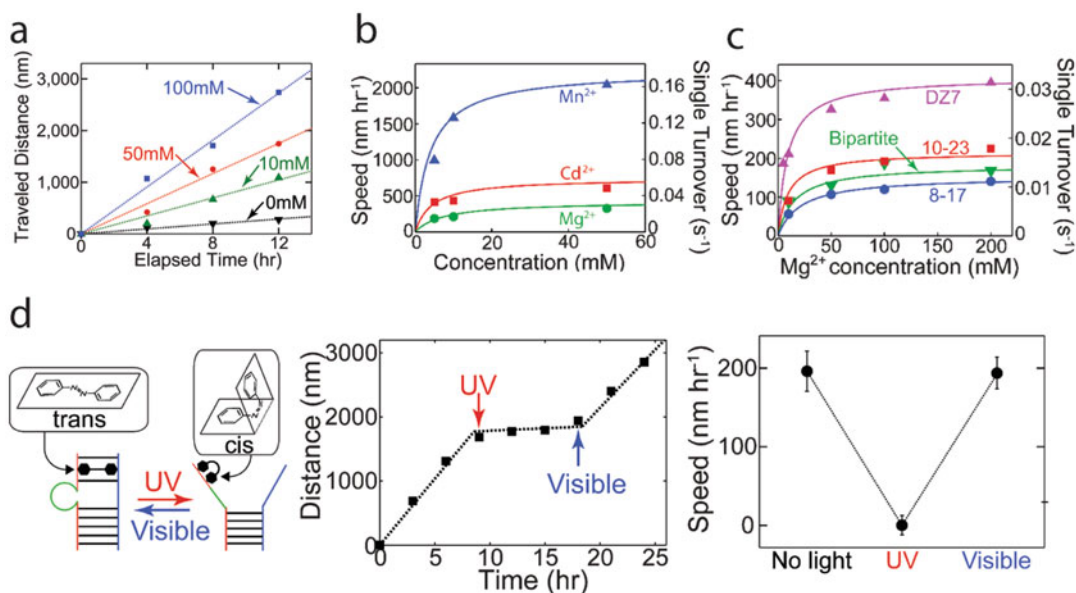 a
Traveled Distance (nm)
3,000
2,000
1,000
0
100mM
50mM
10mM
0mM
0 4 8 12
Elapsed Time (hr)
b
Speed (nm hr⁻¹)
2000
1500
1000
500
0
Mn²⁺
Cd²⁺
Mg²⁺
0.16
0.12
0.08
0.04
0
Single Turnover (s⁻¹)
0 20 40 60
Concentration (mM)
c
Speed (nm hr⁻¹)
400
300
200
100
0
DZ7
Bipartite
10-23
8-17
0.03
0.02
0.01
0
Single Turnover (s⁻¹)
0 50 100 150 200
Mg²⁺ concentration (mM)
d
trans
cis
UV
Visible
Distance (nm)
3000
2000
1000
0
UV
Visible
0 5 10 15 20 25
Time (hr)
Speed (nm hr⁻¹)
200
100
0
No light UV Visible